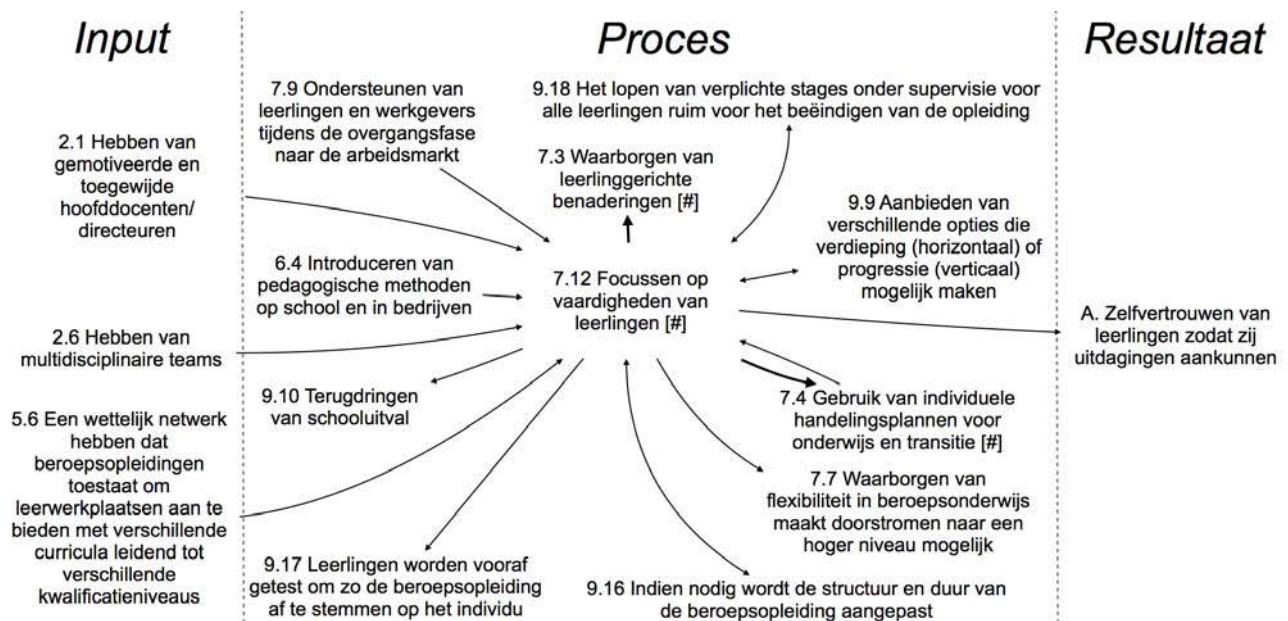 Input
Proces
Resultaat
2.1 Hebben van
gemotiveerde en
toegewijde
hoofddocenten/
directeuren
2.6 Hebben van
multidisciplinaire teams
5.6 Een wettelijk netwerk
hebben dat
beroepsopleidingen
toestaat om
leerwerkplaatsen aan te
bieden met verschillende
curricula leidend tot
verschillende
kwalificatieniveaus
7.9 Ondersteunen van
leerlingen en werkgevers
tijdens de overgangsfase
naar de arbeidsmarkt
9.18 Het lopen van verplichte stages onder supervisie voor
alle leerlingen ruim voor het beëindigen van de opleiding
7.3 Waarborgen van
leerlinggerichte
benaderingen [#]
9.9 Aanbieden van
verschillende opties die
verdieping (horizontaal) of
progressie (verticaal)
mogelijk maken
6.4 Introduceren van
pedagogische methoden
op school en in bedrijven
7.12 Focussen op
vaardigheden van
leerlingen [#]
9.10 Terugdringen
van schooluitval
7.4 Gebruik van individuele
handelingsplannen voor
onderwijs en transitie [#]
7.7 Waarborgen van
flexibiliteit in beroepsonderwijs
maakt doorstromen naar een
hoger niveau mogelijk
9.17 Leerlingen worden vooraf
getest om zo de beroepsopleiding
af te stemmen op het individu
9.16 Indien nodig wordt de structuur en duur van
de beroepsopleiding aangepast
A. Zelfvertrouwen van
leerlingen zodat zij
uitdagingen aankunnen